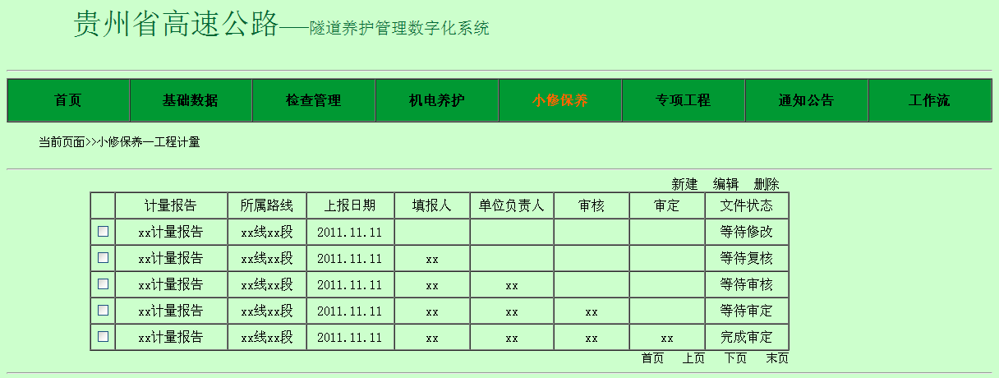 贵州省高速公路——隧道养护管理数字化系统
首页 基础数据 检查管理 机电养护 小修保养 专项工程 通知公告 工作流
当前页面>>小修保养—工程计量
新建 编辑 删除
计量报告 所属路线 上报日期 填报人 单位负责人 审核 审定 文件状态
xx计量报告 xx线xx段 2011.11.11 等待修改
xx计量报告 xx线xx段 2011.11.11 xx 等待复核
xx计量报告 xx线xx段 2011.11.11 xx xx 等待审核
xx计量报告 xx线xx段 2011.11.11 xx xx xx 等待审定
xx计量报告 xx线xx段 2011.11.11 xx xx xx xx 完成审定
首页 上页 下页 末页